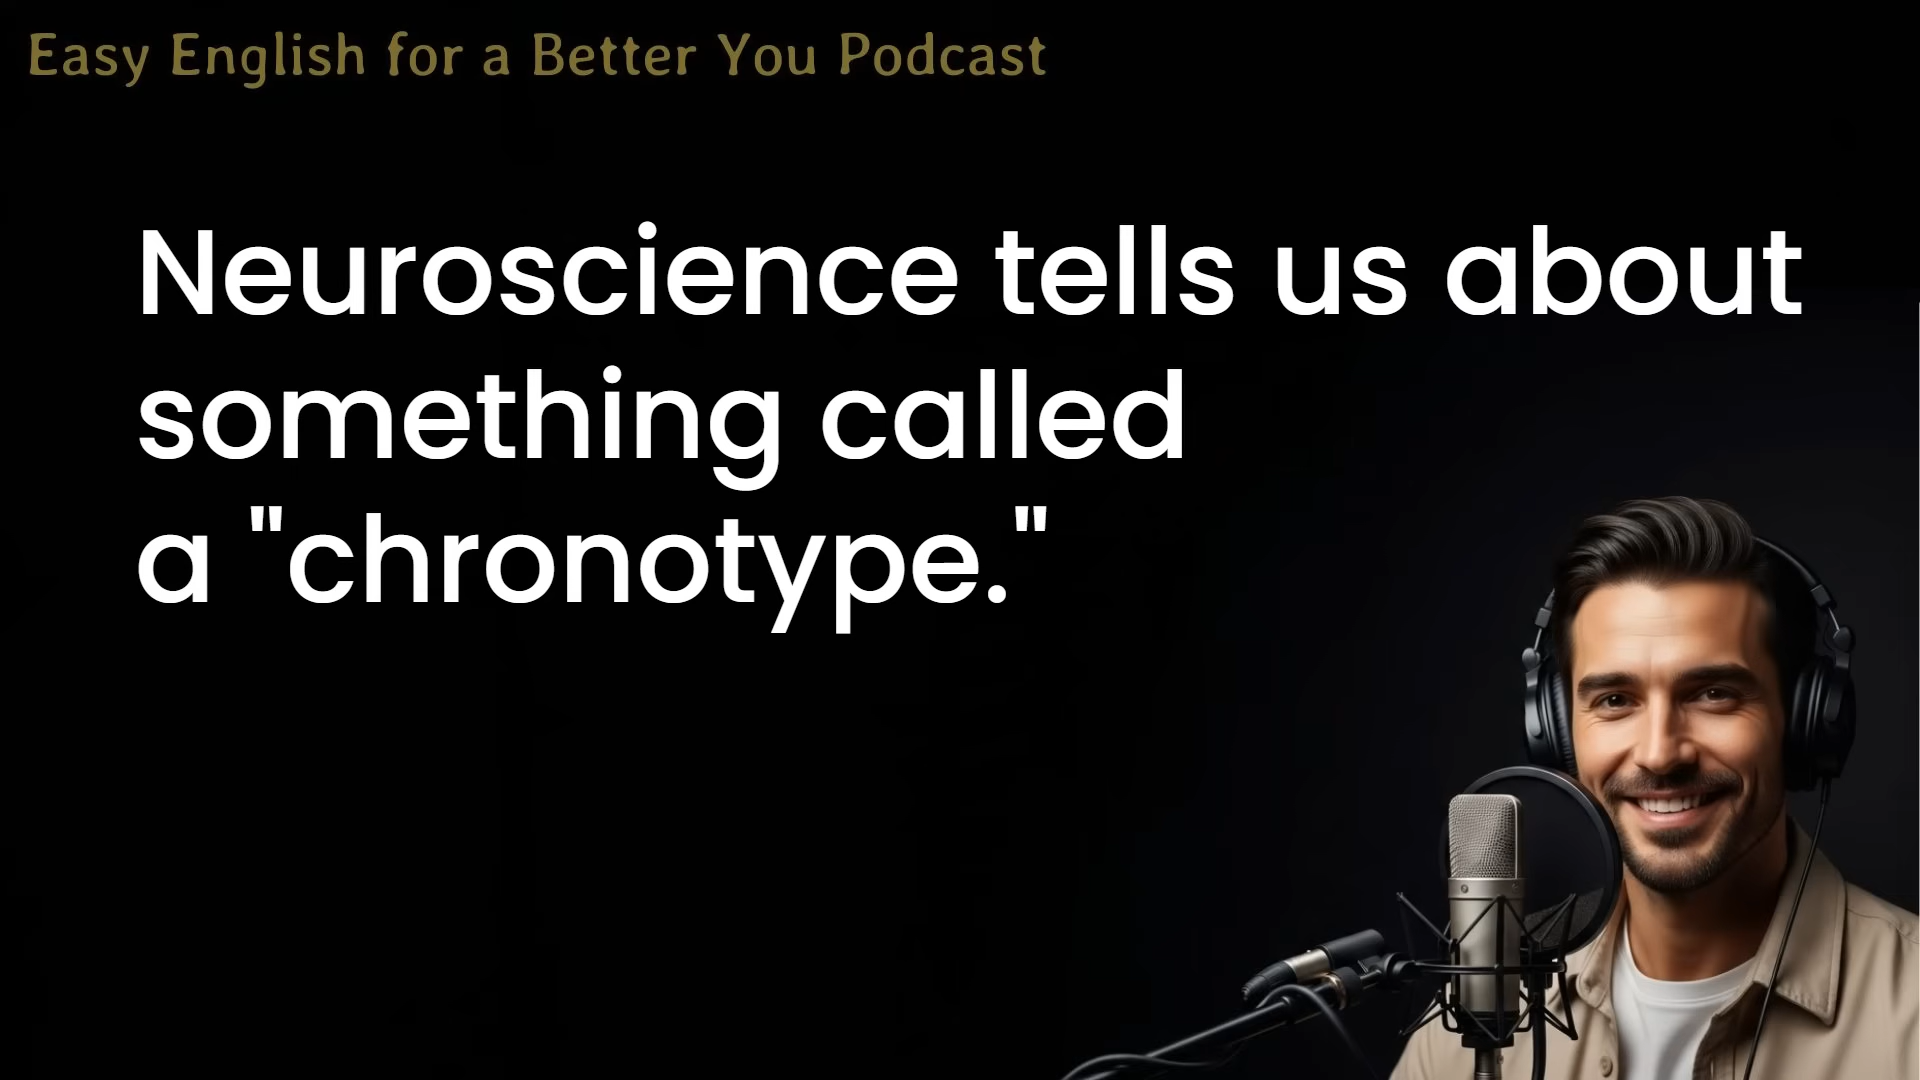 Easy English for a Better You Podcast
Neuroscience tells us about
something called
a "chronotype."